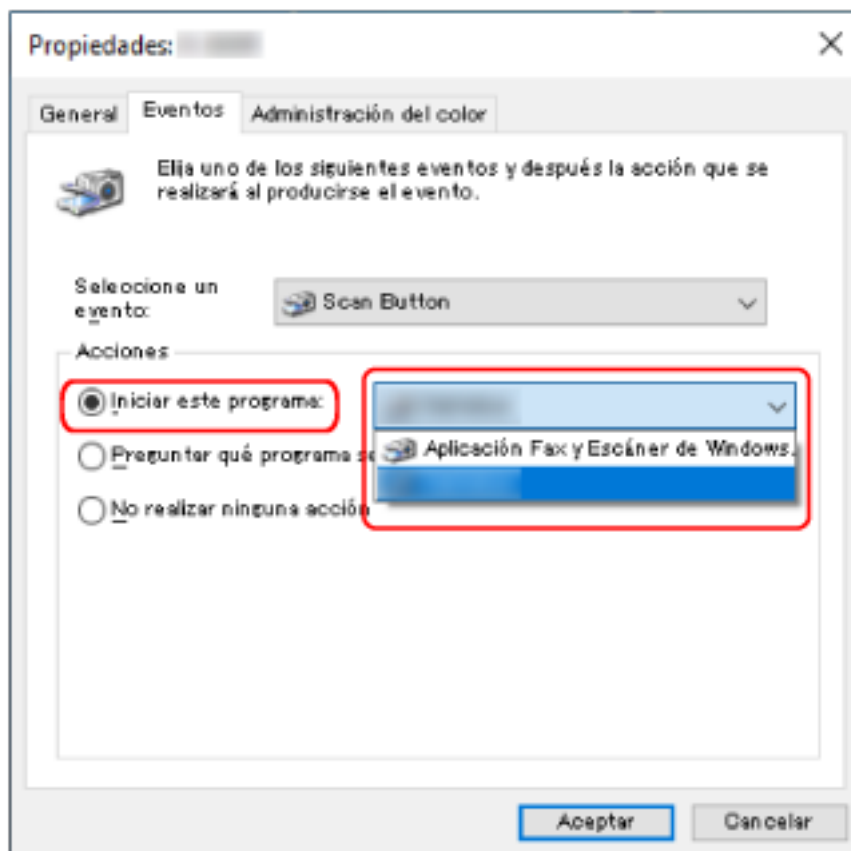 Propiedades:
General Eventos Administración del color
Elija uno de los siguientes eventos y después la acción que se
realizará al producirse el evento.
Seleccione un
evento:
Scan Button
Acciones
Iniciar este programa:
Preguntar qué programa se
Aplicación Fax y Escáner de Windows.
No realizar ninguna acción
Aceptar Cancelar